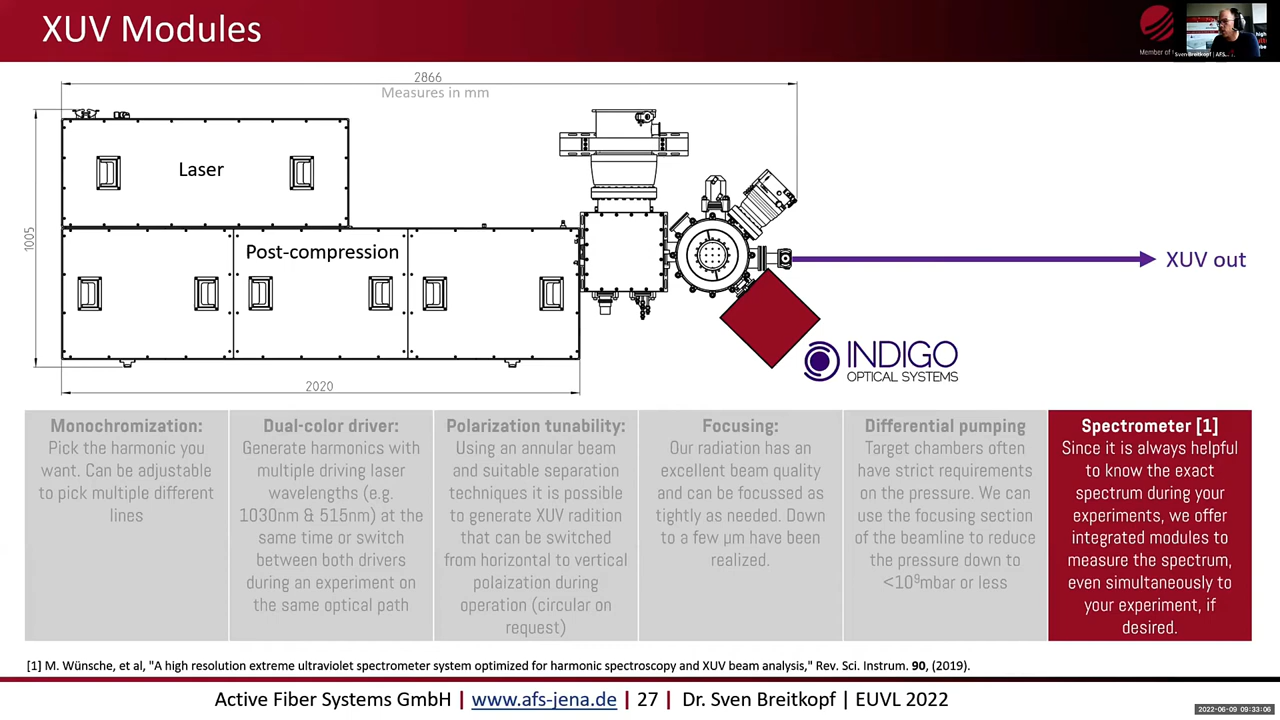 XUV Modules
Member of
Sven Breitkopf | AFS...
2866
Measures in mm
Laser
1005
Post-compression
XUV out
INDIGO
OPTICAL SYSTEMS
2020
Monochromization:
Pick the harmonic you
want. Can be adjustable
to pick multiple different
lines
Dual-color driver:
Generate harmonics with
multiple driving laser
wavelengths (e.g.
1030nm & 515nm) at the
same time or switch
between both drivers
during an experiment on
the same optical path
Polarization tunability:
Using an annular beam
and suitable separation
techniques it is possible
to generate XUV radition
that can be switched
from horizontal to vertical
polaization during
operation (circular on
request)
Focusing:
Our radiation has an
excellent beam quality
and can be focussed as
tightly as needed. Down
to a few µm have been
realized.
Differential pumping
Target chambers often
have strict requirements
on the pressure. We can
use the focusing section
of the beamline to reduce
the pressure down to
<10⁹mbar or less
Spectrometer [1]
Since it is always helpful
to know the exact
spectrum during your
experiments, we offer
integrated modules to
measure the spectrum,
even simultaneously to
your experiment, if
desired.
[1] M. Wünsche, et al, "A high resolution extreme ultraviolet spectrometer system optimized for harmonic spectroscopy and XUV beam analysis," Rev. Sci. Instrum. 90, (2019).
Active Fiber Systems GmbH | www.afs-jena.de | 27 | Dr. Sven Breitkopf | EUVL 2022
2022-06-09 09:33:06